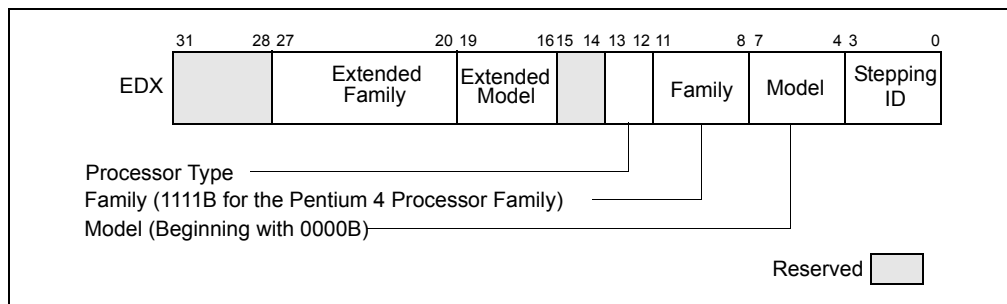 31 28 27 20 19 16 15 14 13 12 11 8 7 4 3 0
EDX Extended Family Extended Model Family Model Stepping ID
Processor Type
Family (1111B for the Pentium 4 Processor Family)
Model (Beginning with 0000B)
Reserved